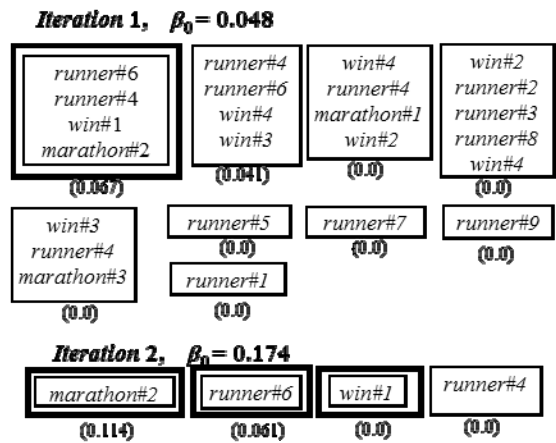 Iteration 1, β₀ = 0.048
runner#6
runner#4
win#1
marathon#2
(0.067)
runner#4
runner#6
win#4
win#3
(0.041)
win#4
runner#4
marathon#1
win#2
(0.0)
win#2
runner#2
runner#3
runner#8
win#4
(0.0)
win#3
runner#4
marathon#3
(0.0)
runner#5
(0.0)
runner#1
(0.0)
runner#7
(0.0)
runner#9
(0.0)
Iteration 2, β₀ = 0.174
marathon#2
(0.114)
runner#6
(0.061)
win#1
(0.0)
runner#4
(0.0)